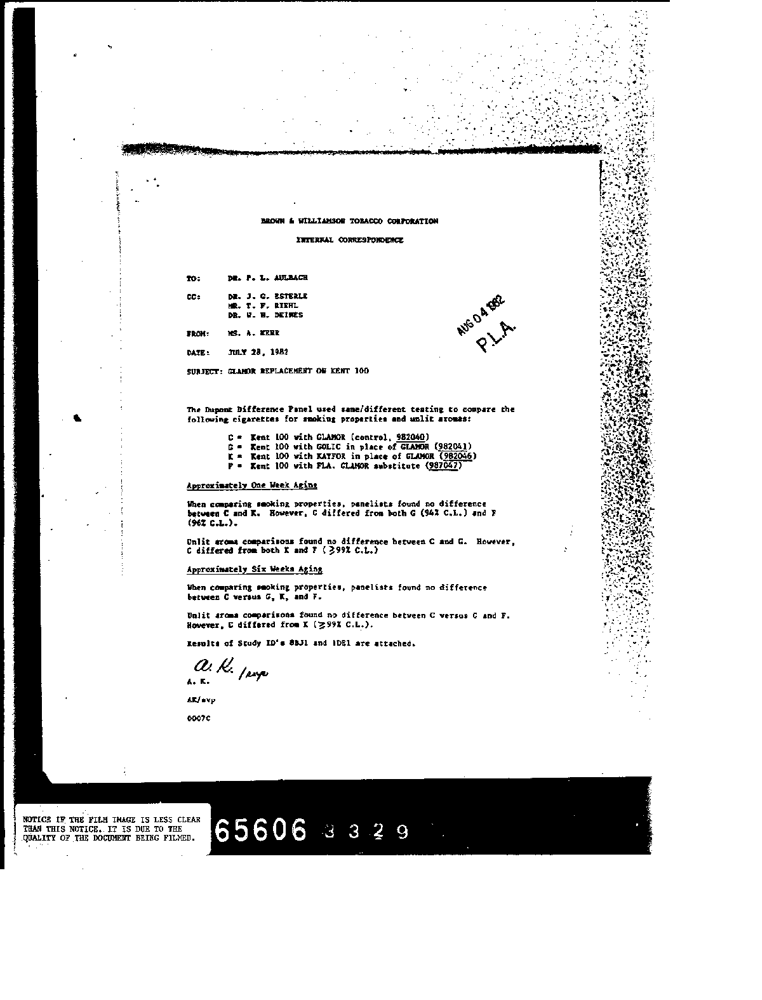 BROWN & WILLIAMSON TOBACCO CORPORATION
INTERNAL CORRESPONDENCE
TO: DR. P. L. AULBACH
CC: DR. J. G. ESTERLE
MR. T. F. RIEHL
DR. W. W. DEINES
FROM: MS. A. KERR
DATE: JULY 28, 1982
AUG 04 1982
P.L.A.
SUBJECT: GLAMOR REPLACEMENT ON KENT 100
The Dupont Difference Panel used same/different testing to compare the
following cigarettes for smoking properties and unlit aromas:
C = Kent 100 with GLAMOR (control, 982040)
G = Kent 100 with GOLIC in place of GLAMOR (982041)
K = Kent 100 with KATFOR in place of GLAMOR (982046)
F = Kent 100 with FLA. GLAMOR substitute (982047)
Approximately One Week Aging
When comparing smoking properties, panelists found no difference
between C and K. However, C differed from both G (94% C.L.) and F
(96% C.L.).
Unlit aroma comparisons found no difference between C and G. However,
C differed from both K and F (≥99% C.L.)
Approximately Six Weeks Aging
When comparing smoking properties, panelists found no difference
between C versus G, K, and F.
Unlit aroma comparisons found no difference between C versus G and F.
However, C differed from K (≥99% C.L.).
Results of Study ID's 8BJ1 and 1DE1 are attached.
A. K.
A. K.
AK/mvp
0007C
NOTICE IF THE FILM IMAGE IS LESS CLEAR
THAN THIS NOTICE, IT IS DUE TO THE
QUALITY OF THE DOCUMENT BEING FILMED.
65606 3329